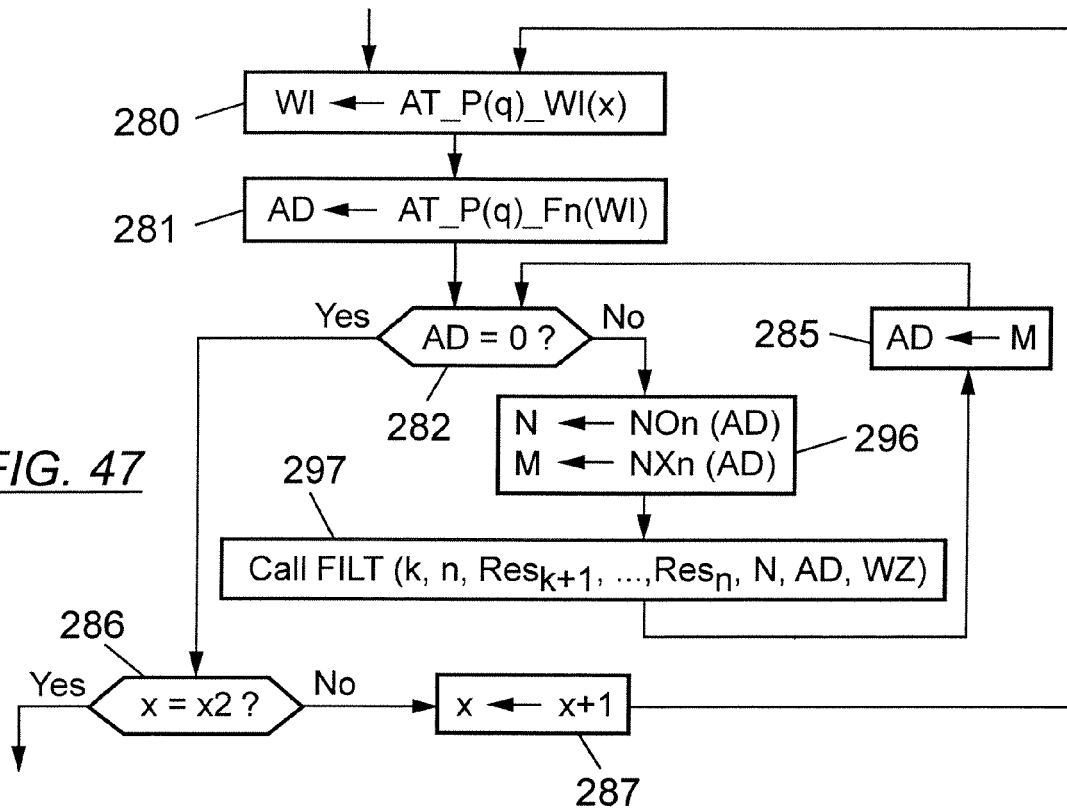 WI ← AT_P(q)_WI(x)
280
AD ← AT_P(q)_Fn(WI)
281
Yes
AD = 0 ?
No
282
285
AD ← M
N ← NOn (AD)
M ← NXn (AD)
296
FIG. 47
297
Call FILT (k, n, Resk+1, ...,Resn, N, AD, WZ)
286
Yes
x = x2 ?
No
x ← x+1
287